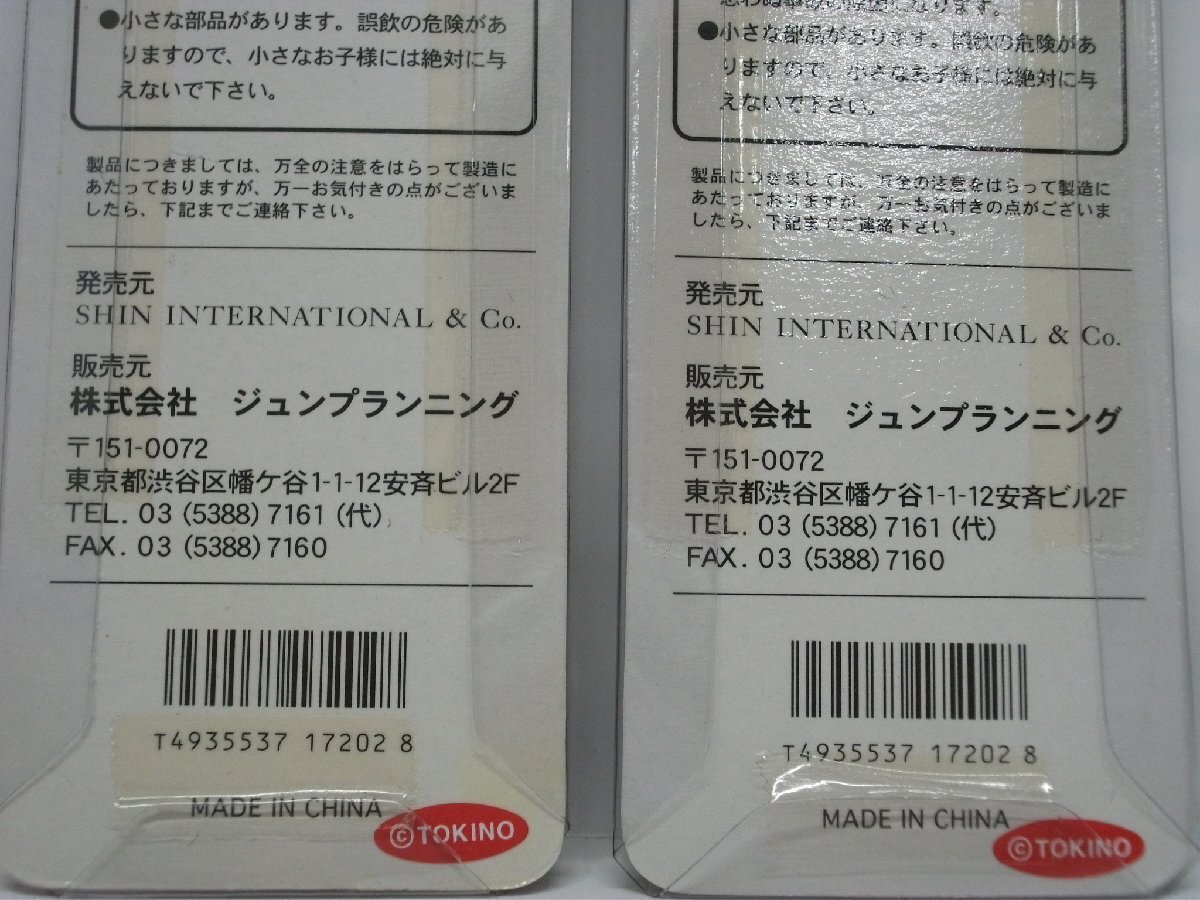 ●小さな部品があります。誤飲の危険があ
りますので、小さなお子様には絶対に与
えないで下さい。
製品につきましては、万全の注意をはらって製造に
あたっておりますが、万一お気付きの点がございま
したら、下記までご連絡下さい。
発売元
SHIN INTERNATIONAL & Co.
販売元
株式会社 ジュンプランニング
〒151-0072
東京都渋谷区幡ケ谷1-1-12安斉ビル2F
TEL. 03 (5388) 7161 (代)
FAX. 03 (5388) 7160
T4935537 17202 8
MADE IN CHINA
©TOKINO
思わぬ事故の原因になります。
●小さな部品があります。誤飲の危険があ
りますので、小さなお子様には絶対に与
えないで下さい。
製品につきましては、万全の注意をはらって製造に
あたっておりますが、万一お気付きの点がございま
したら、下記までご連絡下さい。
発売元
SHIN INTERNATIONAL & Co.
販売元
株式会社 ジュンプランニング
〒151-0072
東京都渋谷区幡ケ谷1-1-12安斉ビル2F
TEL. 03 (5388) 7161 (代)
FAX. 03 (5388) 7160
T4935537 17202 8
MADE IN CHINA
©TOKINO